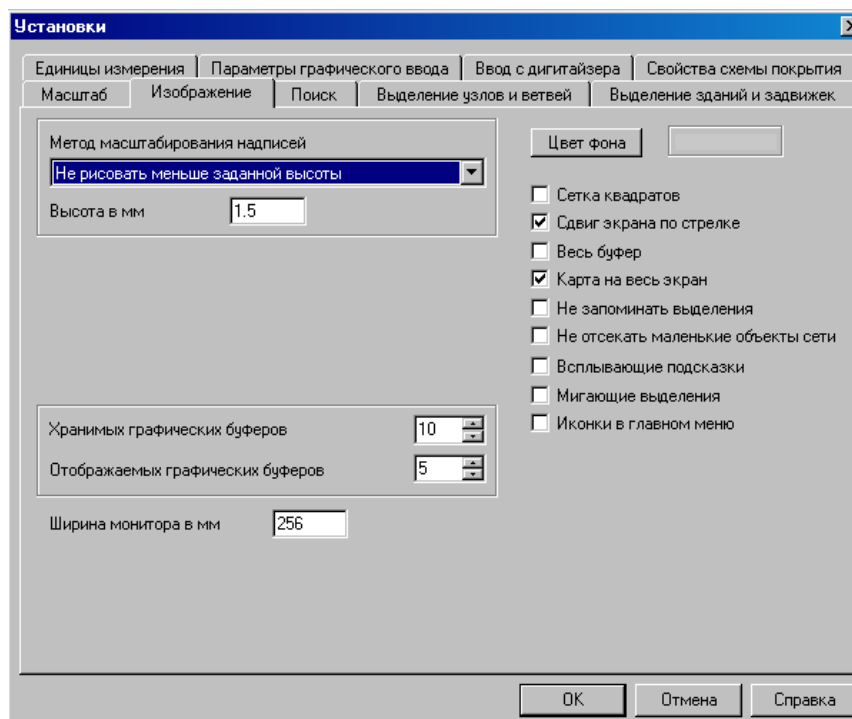 Установки
Единицы измерения
Параметры графического ввода
Ввод с дигитайзера
Свойства схемы покрытия
Масштаб
Изображение
Поиск
Выделение узлов и ветвей
Выделение зданий и задвижек
Метод масштабирования надписей
Не рисовать меньше заданной высоты
Высота в мм
1.5
Хранимых графических буферов
10
Отображаемых графических буферов
5
Ширина монитора в мм
256
Цвет фона
Сетка квадратов
Сдвиг экрана по стрелке
Весь буфер
Карта на весь экран
Не запоминать выделения
Не отсекать маленькие объекты сети
Всплывающие подсказки
Мигающие выделения
Иконки в главном меню
OK
Отмена
Справка